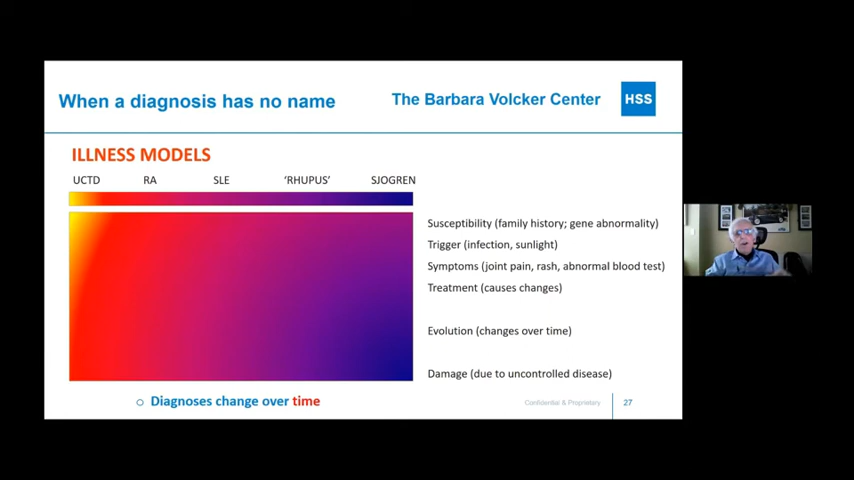 When a diagnosis has no name
The Barbara Volcker Center
HSS
ILLNESS MODELS
UCTD RA SLE ‘RHUPUS’ SJOGREN
Susceptibility (family history; gene abnormality)
Trigger (infection, sunlight)
Symptoms (joint pain, rash, abnormal blood test)
Treatment (causes changes)
Evolution (changes over time)
Damage (due to uncontrolled disease)
o Diagnoses change over time
Confidential & Proprietary
27